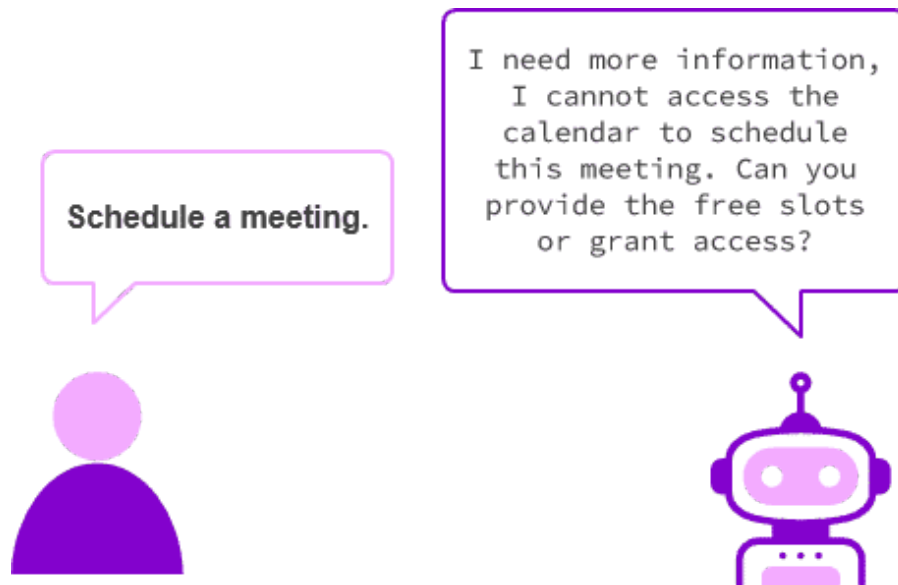 Schedule a meeting.
I need more information,
I cannot access the
calendar to schedule
this meeting. Can you
provide the free slots
or grant access?